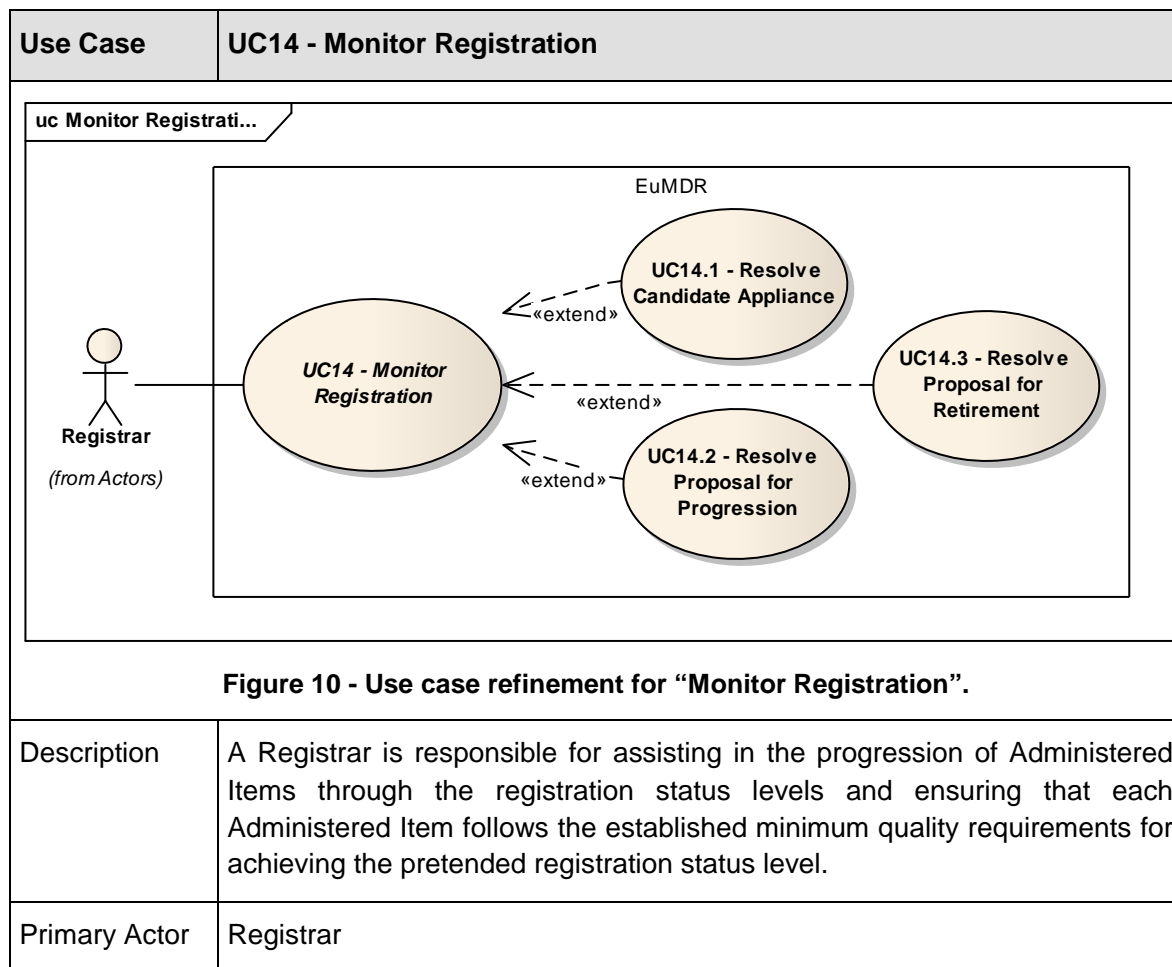 Use Case
UC14 - Monitor Registration
uc Monitor Registrati...
EuMDR
UC14.1 - Resolve
Candidate Appliance
«extend»
UC14 - Monitor
Registration
UC14.3 - Resolve
Proposal for
Retirement
«extend»
Registrar
(from Actors)
UC14.2 - Resolve
Proposal for
Progression
«extend»
Figure 10 - Use case refinement for “Monitor Registration”.
Description
A Registrar is responsible for assisting in the progression of Administered
Items through the registration status levels and ensuring that each
Administered Item follows the established minimum quality requirements for
achieving the pretended registration status level.
Primary Actor
Registrar